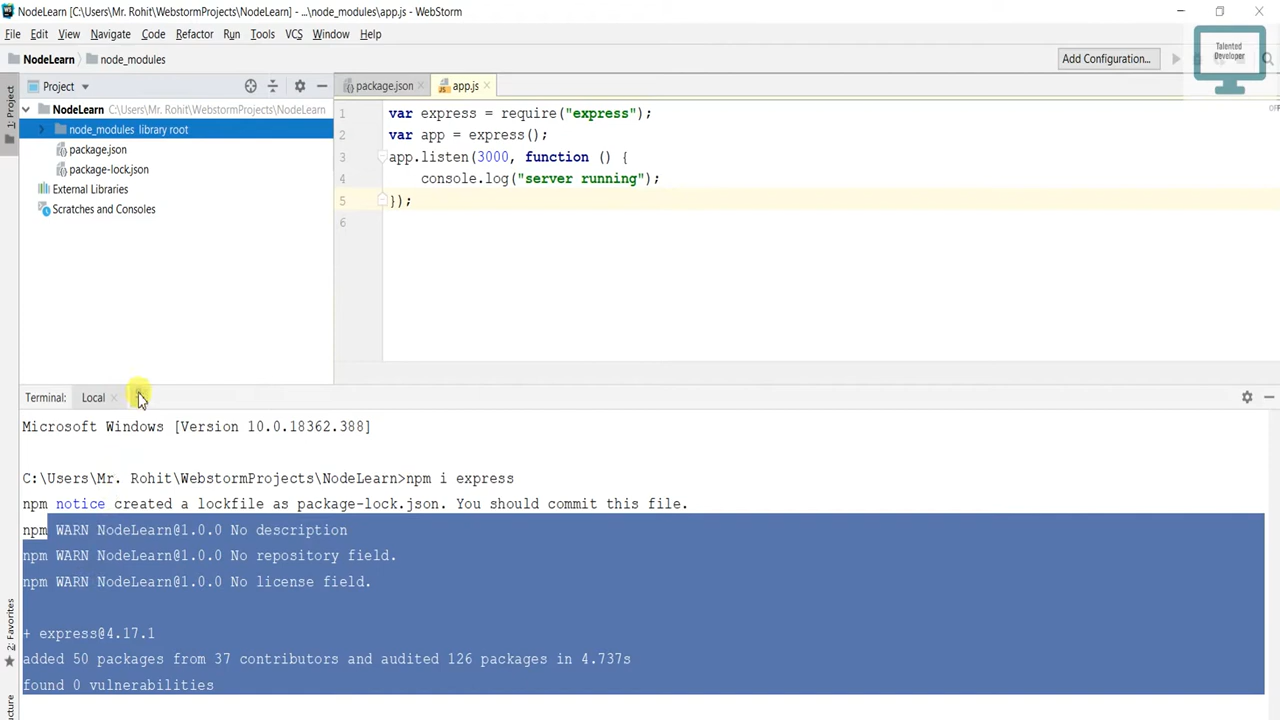 NodeLearn [C:\Users\Mr. Rohit\WebstormProjects\NodeLearn] - ...\node_modules\app.js - WebStorm
File Edit View Navigate Code Refactor Run Tools VCS Window Help
NodeLearn node_modules Add Configuration...
Talented
Developer
Project package.json app.js
1: Project
NodeLearn C:\Users\Mr. Rohit\WebstormProjects\NodeLearn
node_modules library root
package.json
package-lock.json
External Libraries
Scratches and Consoles
1 var express = require("express");
2 var app = express();
3 app.listen(3000, function () {
4 console.log("server running");
5 });
6
Terminal: Local
Microsoft Windows [Version 10.0.18362.388]
C:\Users\Mr. Rohit\WebstormProjects\NodeLearn>npm i express
npm notice created a lockfile as package-lock.json. You should commit this file.
npm WARN NodeLearn@1.0.0 No description
npm WARN NodeLearn@1.0.0 No repository field.
npm WARN NodeLearn@1.0.0 No license field.
+ express@4.17.1
added 50 packages from 37 contributors and audited 126 packages in 4.737s
found 0 vulnerabilities
2: Favorites